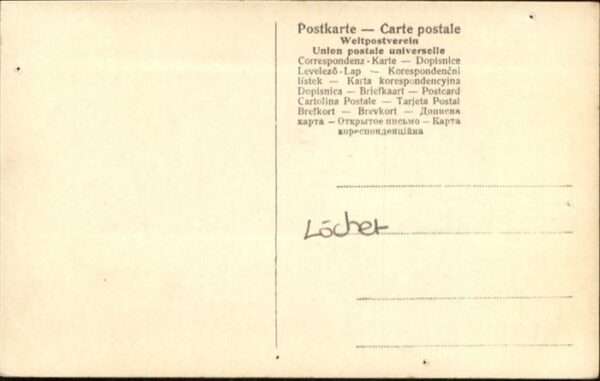 Postkarte — Carte postale
Weltpostverein
Union postale universelle
Correspondenz-Karte — Dopisnice
Levelező-Lap — Korespondenční
lístek — Karta korespondencyjna
Dopisnica — Briefkaart — Postcard
Cartolina Postale — Tarjeta Postal
Brefkort — Brevkort — Дописна
карта — Открытое письмо — Карта
кореспонденційна
Löcher